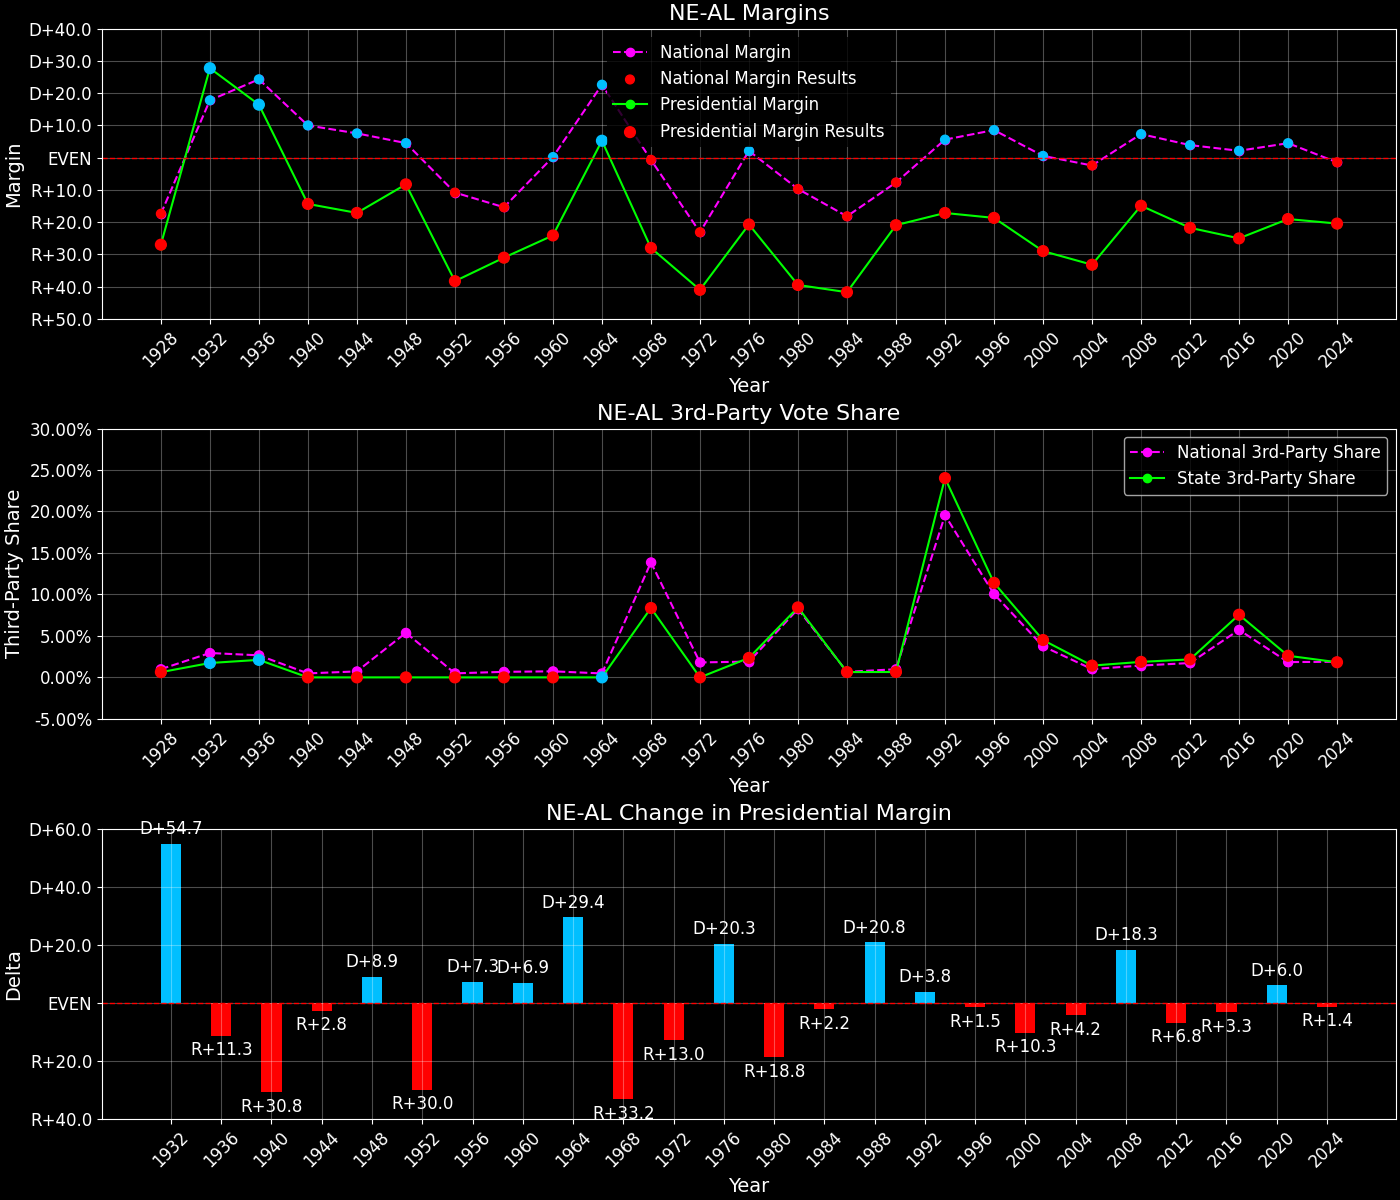 NE-AL Margins
D+40.0
D+30.0
D+20.0
D+10.0
EVEN
R+10.0
R+20.0
R+30.0
R+40.0
R+50.0
Margin
National Margin
National Margin Results
Presidential Margin
Presidential Margin Results
1928 1932 1936 1940 1944 1948 1952 1956 1960 1964 1968 1972 1976 1980 1984 1988 1992 1996 2000 2004 2008 2012 2016 2020 2024
Year
NE-AL 3rd-Party Vote Share
30.00%
25.00%
20.00%
15.00%
10.00%
5.00%
0.00%
-5.00%
Third-Party Share
National 3rd-Party Share
State 3rd-Party Share
1928 1932 1936 1940 1944 1948 1952 1956 1960 1964 1968 1972 1976 1980 1984 1988 1992 1996 2000 2004 2008 2012 2016 2020 2024
Year
NE-AL Change in Presidential Margin
D+60.0
D+40.0
D+20.0
EVEN
R+20.0
R+40.0
Delta
D+54.7
R+11.3
R+30.8
R+2.8
D+8.9
R+30.0
D+7.3
D+6.9
D+29.4
R+33.2
R+13.0
D+20.3
R+18.8
R+2.2
D+20.8
D+3.8
R+1.5
R+10.3
R+4.2
D+18.3
R+6.8
R+3.3
D+6.0
R+1.4
1932 1936 1940 1944 1948 1952 1956 1960 1964 1968 1972 1976 1980 1984 1988 1992 1996 2000 2004 2008 2012 2016 2020 2024
Year